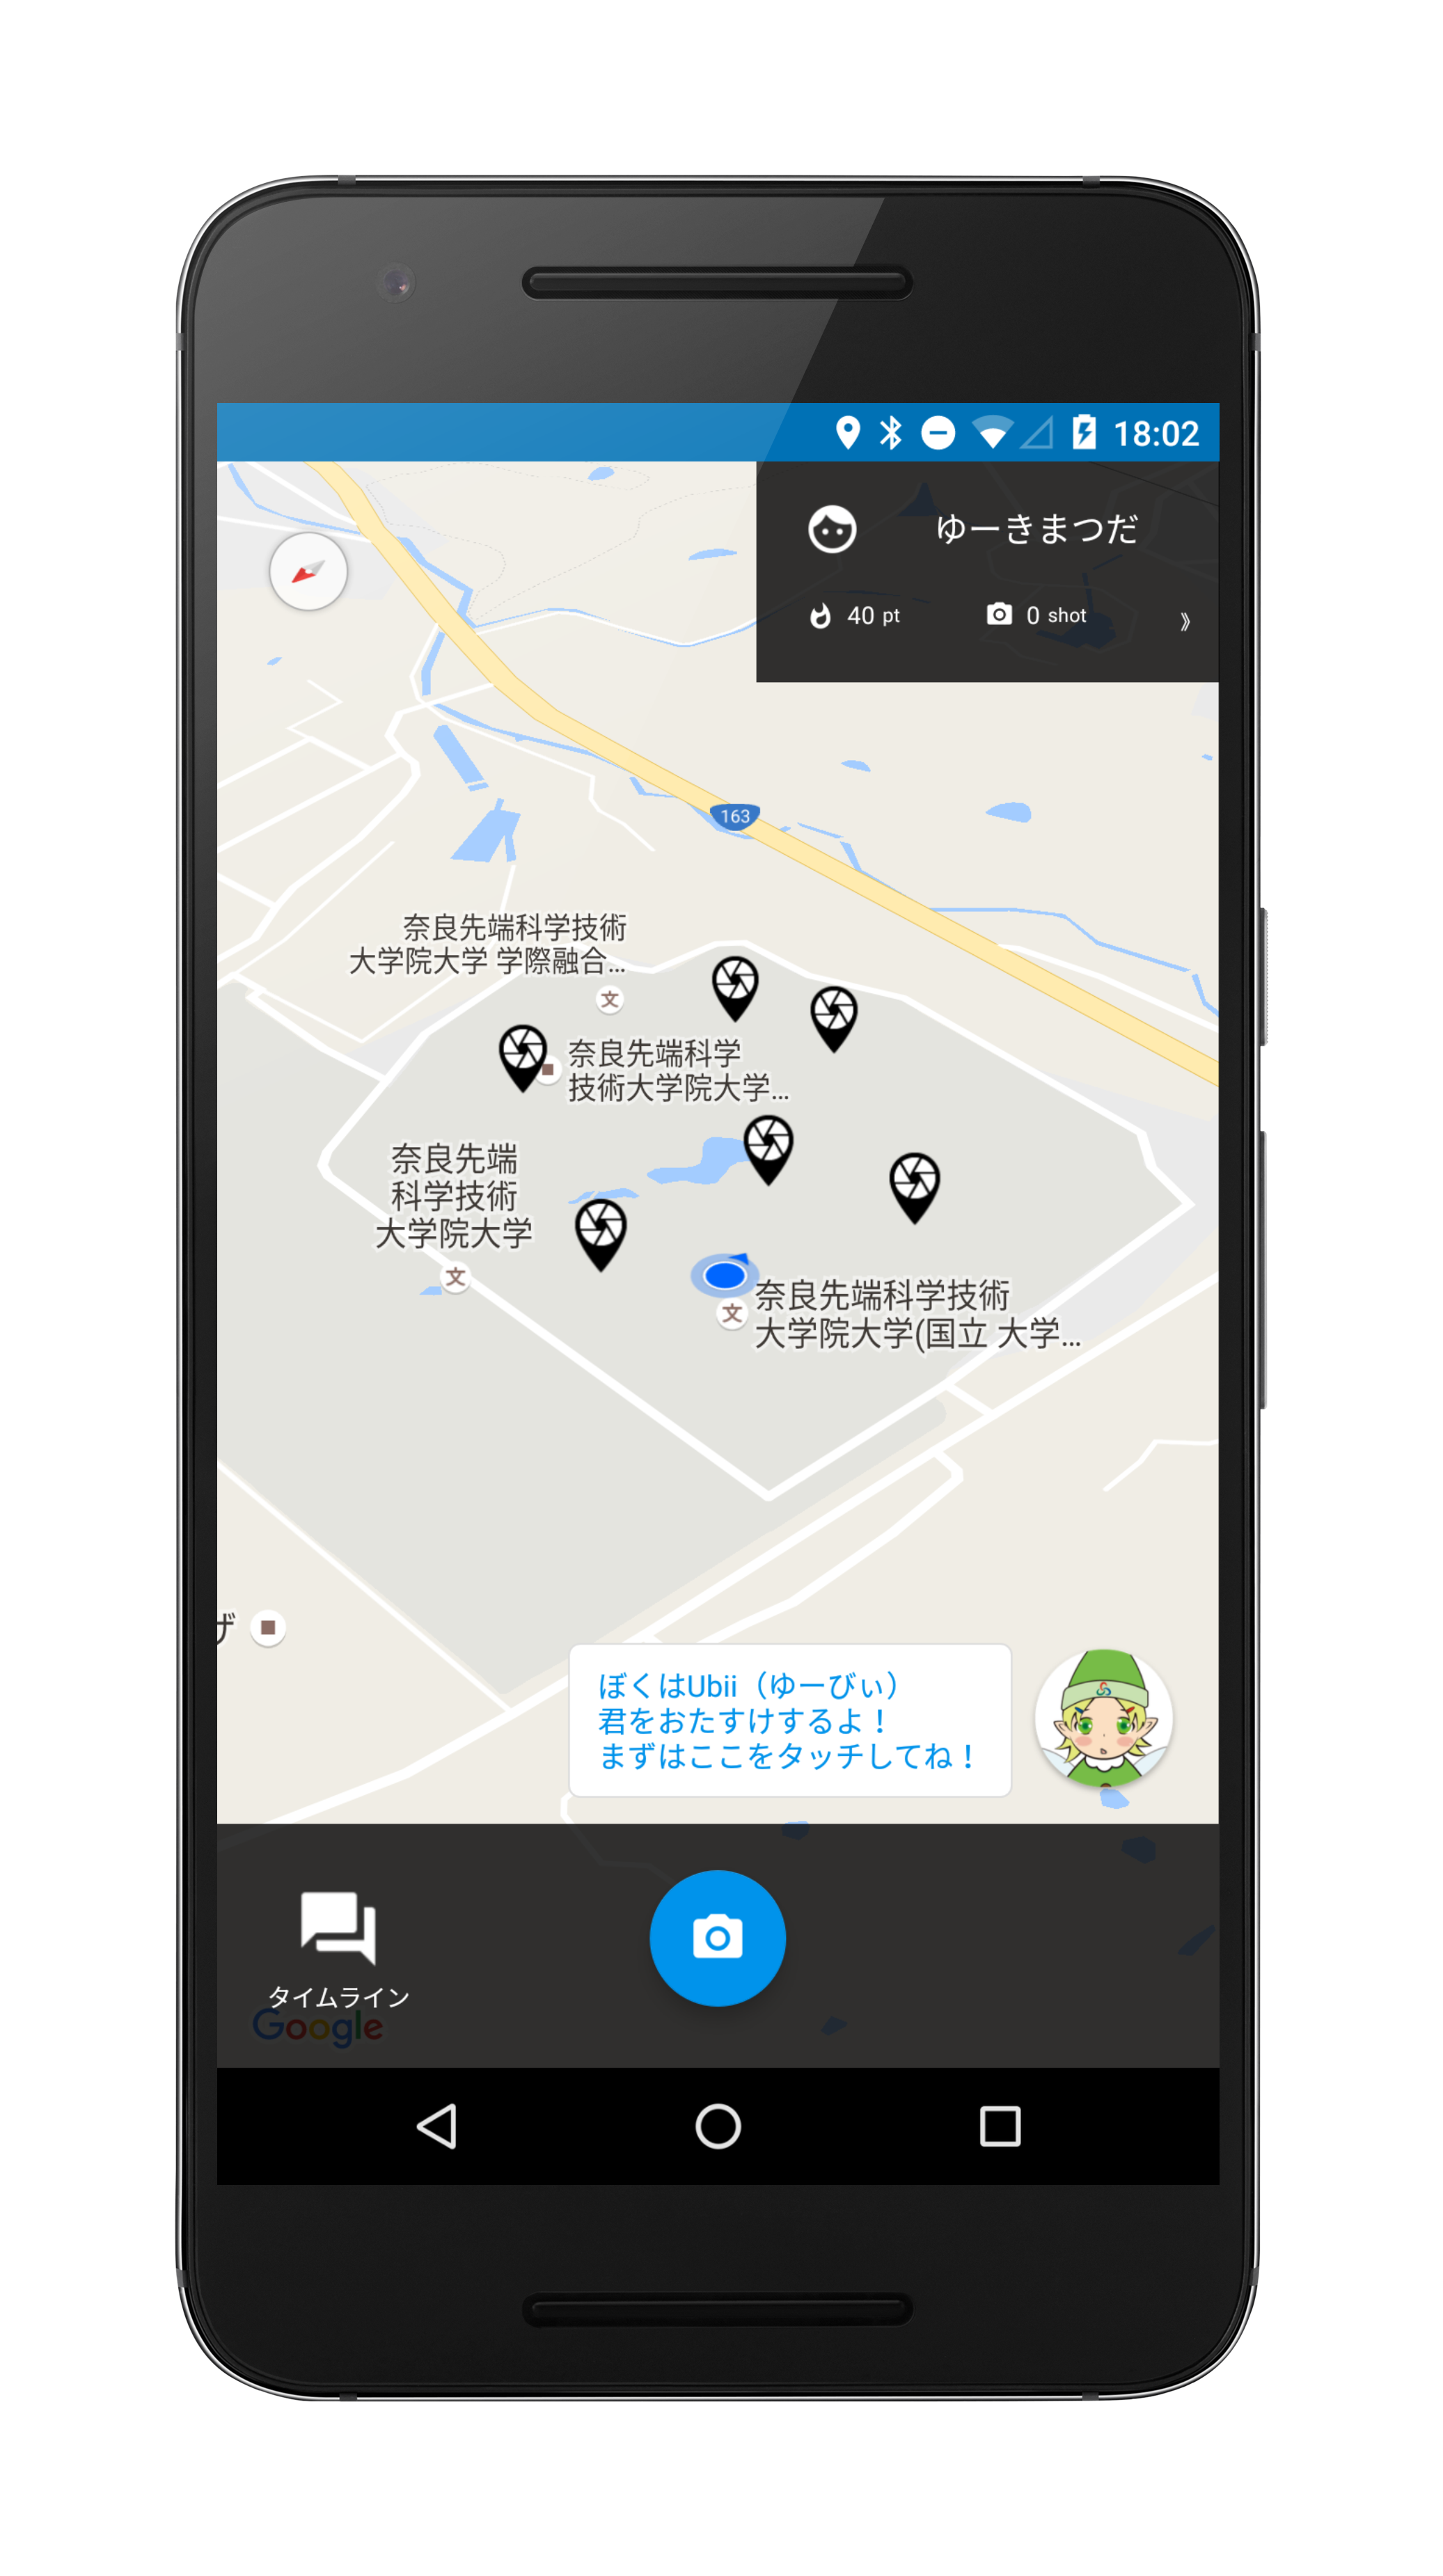 18:02
ゆーきまつだ
40 pt
0 shot
》
163
奈良先端科学技術
大学院大学 学際融合...
文
奈良先端科学
技術大学院大学...
奈良先端
科学技術
大学院大学
文
奈良先端科学技術
大学院大学(国立 大学...
文
ザ
ぼくはUbii（ゆーびぃ）
君をおたすけするよ！
まずはここをタッチしてね！
タイムライン
Google